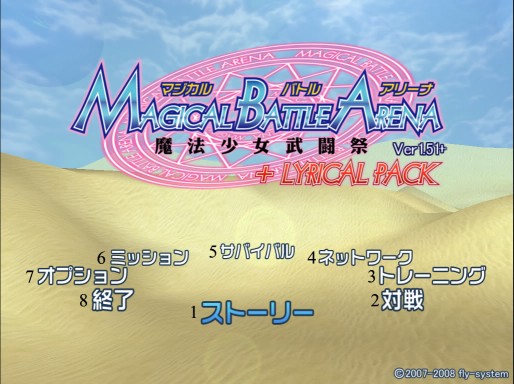 マジカル バトル アリーナ
MAGICAL BATTLE ARENA
魔法少女武闘祭 Ver1.51+
+ LYRICAL PACK
5 サバイバル
6 ミッション 4 ネットワーク
7 オプション 3 トレーニング
8 終了 2 対戦
1 ストーリー
©2007-2008 fly-system